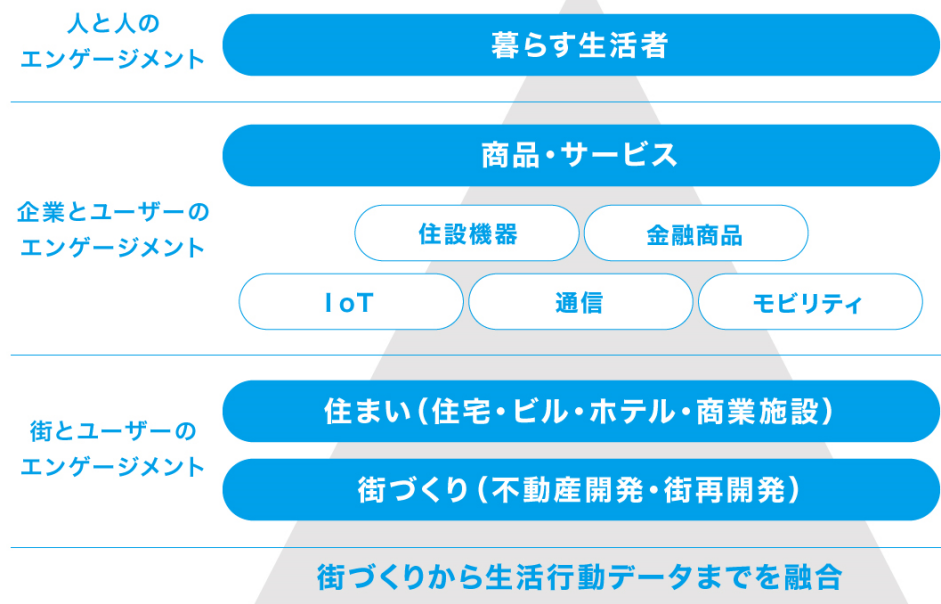 人と人の
エンゲージメント
暮らす生活者
商品・サービス
企業とユーザーの
エンゲージメント
住設機器
金融商品
IoT
通信
モビリティ
街とユーザーの
エンゲージメント
住まい(住宅・ビル・ホテル・商業施設)
街づくり(不動産開発・街再開発)
街づくりから生活行動データまでを融合